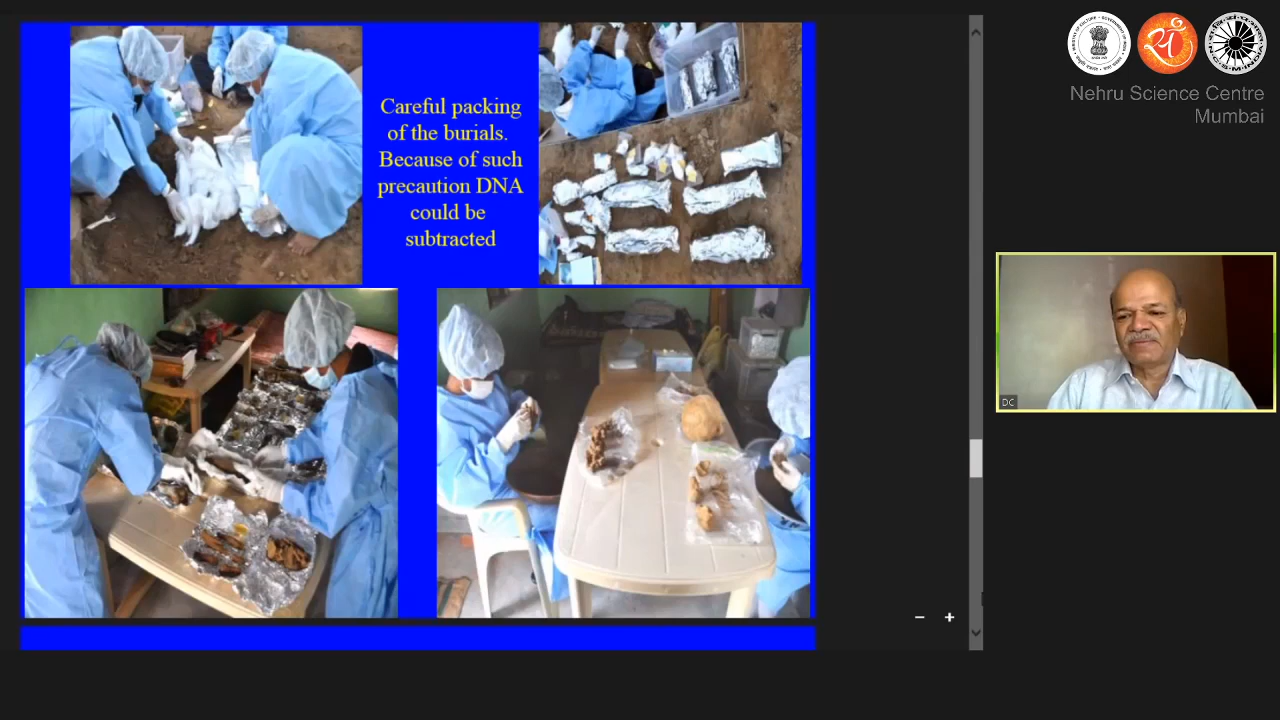 Careful packing
of the burials.
Because of such
precaution DNA
could be
subtracted
Nehru Science Centre
Mumbai
DC